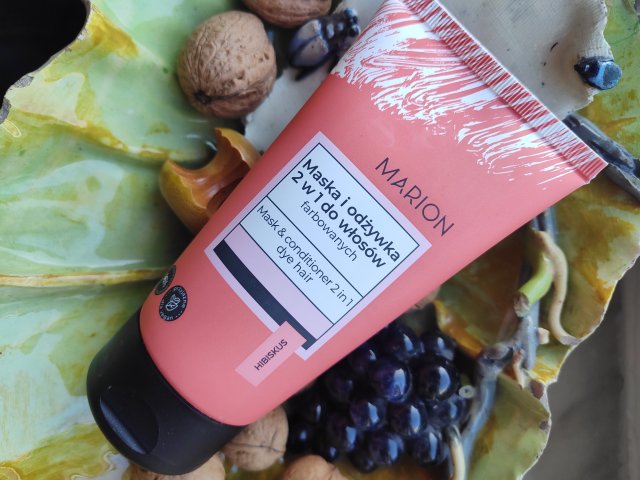 MARION
Maska i odżywka
2 w 1 do włosów
farbowanych
Mask & conditioner 2 in 1
dye hair
HIBISKUS